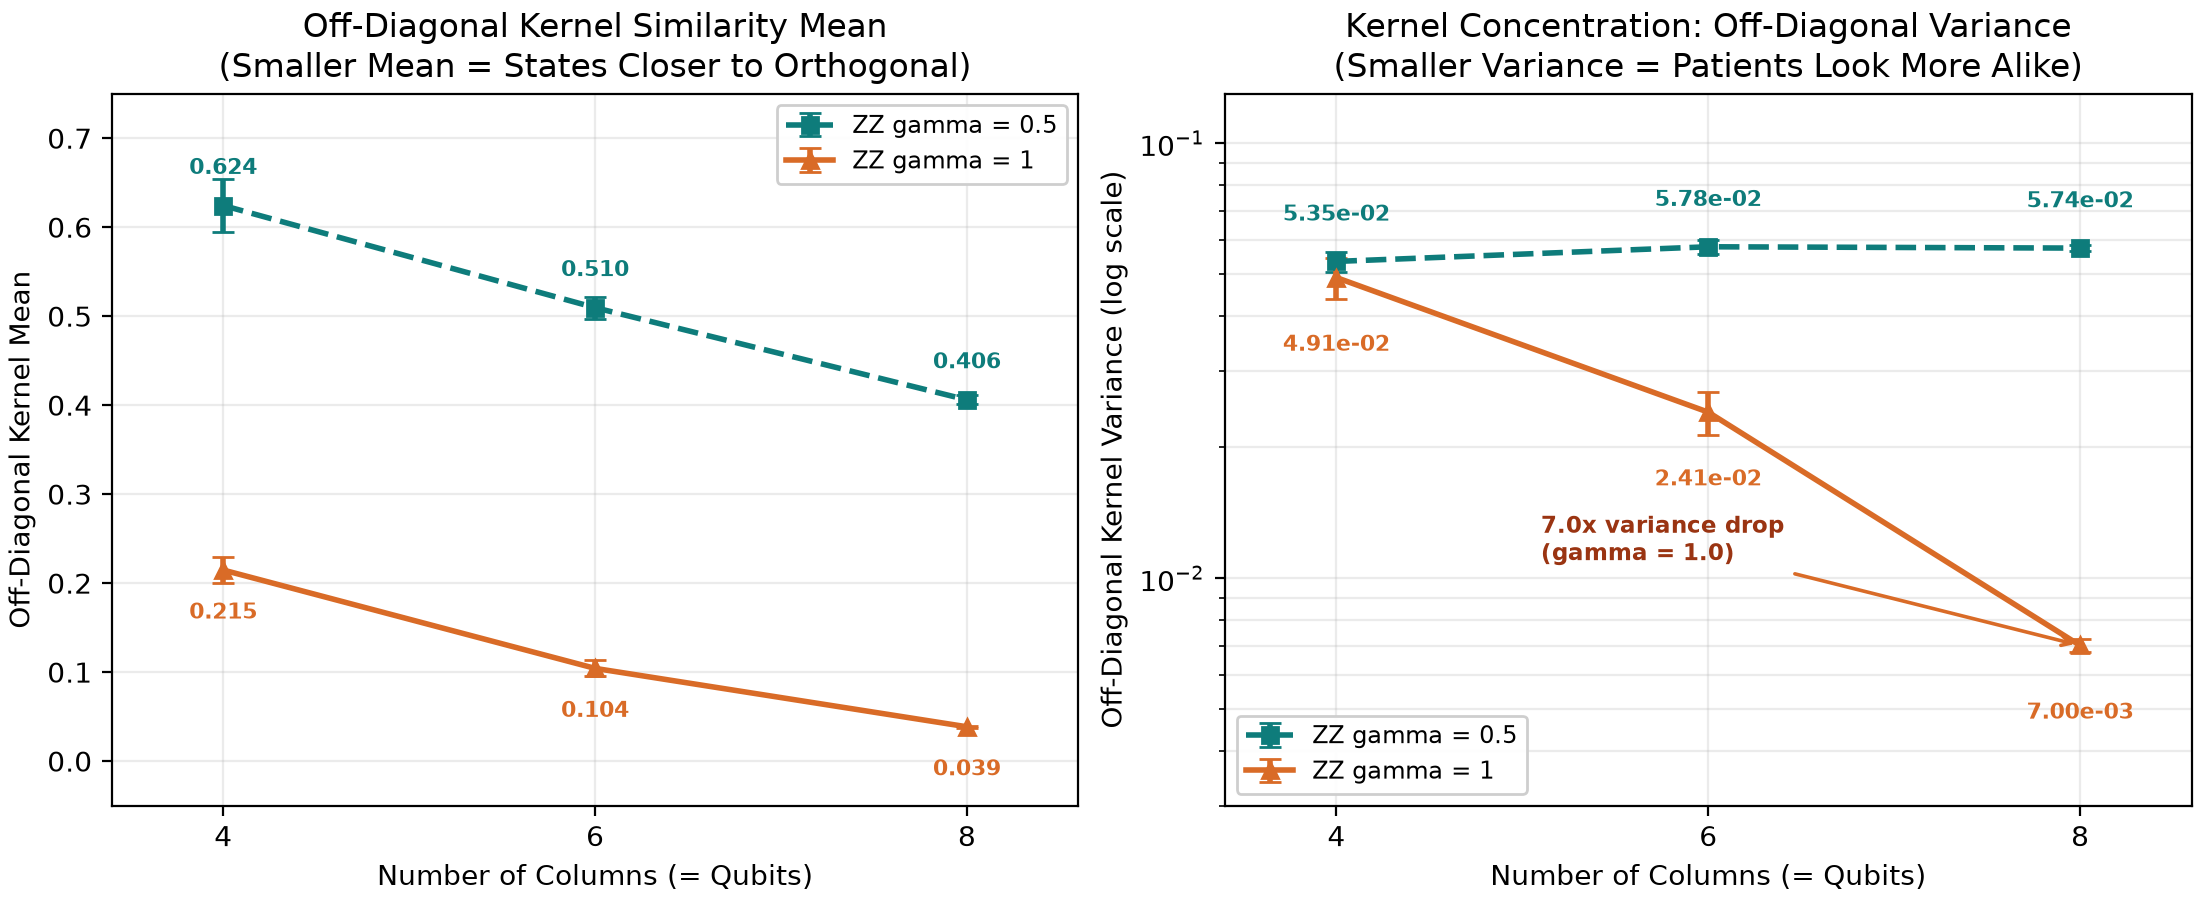 Off-Diagonal Kernel Similarity Mean
(Smaller Mean = States Closer to Orthogonal)
Off-Diagonal Kernel Mean
0.7
0.6
0.5
0.4
0.3
0.2
0.1
0.0
ZZ gamma = 0.5
ZZ gamma = 1
0.624
0.510
0.406
0.215
0.104
0.039
4
6
8
Number of Columns (= Qubits)
Kernel Concentration: Off-Diagonal Variance
(Smaller Variance = Patients Look More Alike)
Off-Diagonal Kernel Variance (log scale)
10⁻¹
10⁻²
5.35e-02
5.78e-02
5.74e-02
4.91e-02
2.41e-02
7.0x variance drop
(gamma = 1.0)
7.00e-03
ZZ gamma = 0.5
ZZ gamma = 1
4
6
8
Number of Columns (= Qubits)